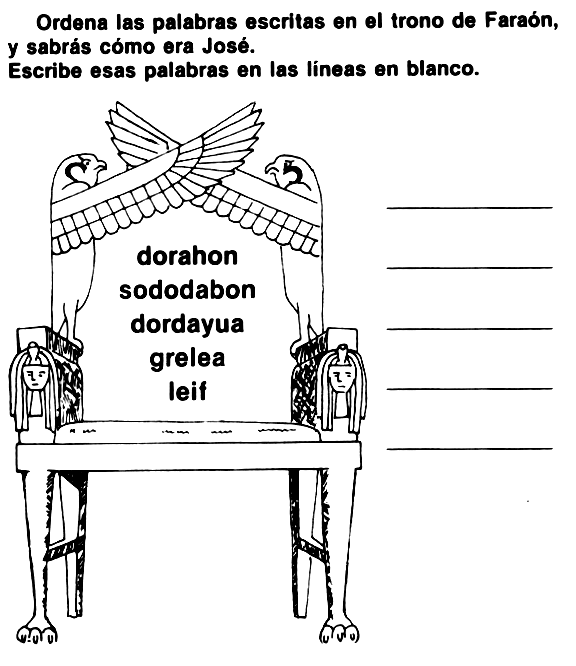 Ordena las palabras escritas en el trono de Faraón,
y sabrás cómo era José.
Escribe esas palabras en las líneas en blanco.
dorahon
sododabon
dordayua
grelea
leif